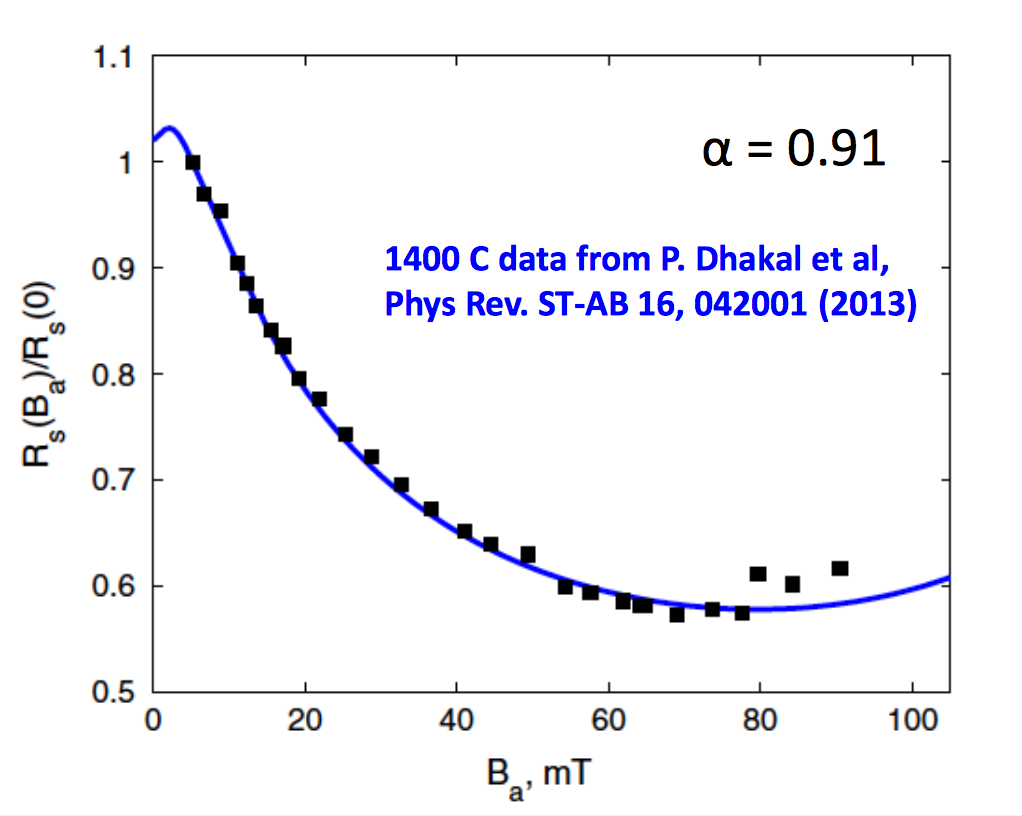 1.1
1
0.9
0.8
0.7
0.6
0.5
0 20 40 60 80 100
Rs(Ba)/Rs(0)
Ba, mT
α = 0.91
1400 C data from P. Dhakal et al,
Phys Rev. ST-AB 16, 042001 (2013)